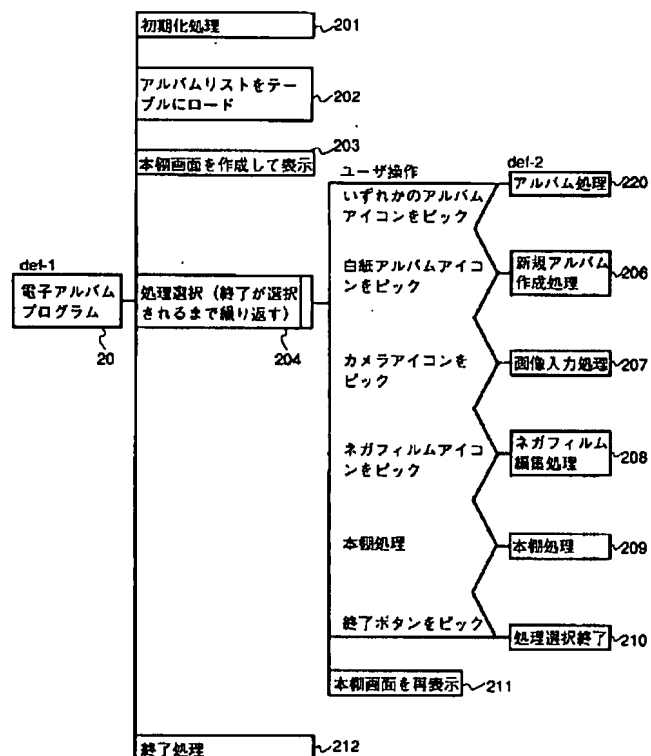 初期化処理
201
アルバムリストをテー
ブルにロード
202
203
本棚画面を作成して表示
def-1
電子アルバム
プログラム
20
処理選択（終了が選択
されるまで繰り返す）
204
ユーザ操作
いずれかのアルバム
アイコンをピック
def-2
アルバム処理
220
白紙アルバムアイコ
ンをピック
新規アルバム
作成処理
206
カメラアイコンを
ピック
画像入力処理
207
ネガフィルムアイコ
ンをピック
ネガフィルム
編集処理
208
本棚処理
本棚処理
209
終了ボタンをピック
処理選択終了
210
本棚画面を再表示
211
終了処理
212